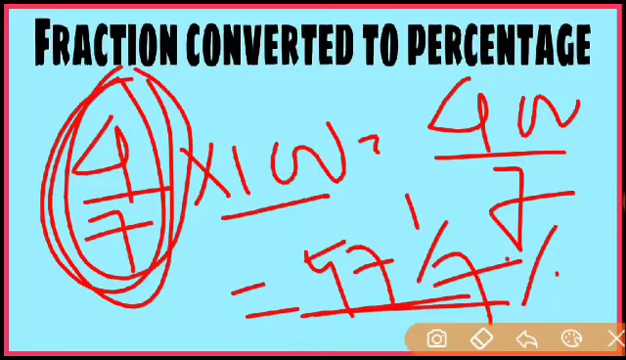 FRACTION CONVERTED TO PERCENTAGE
4/7 × 100 = 400/7
= 57 1/7 %